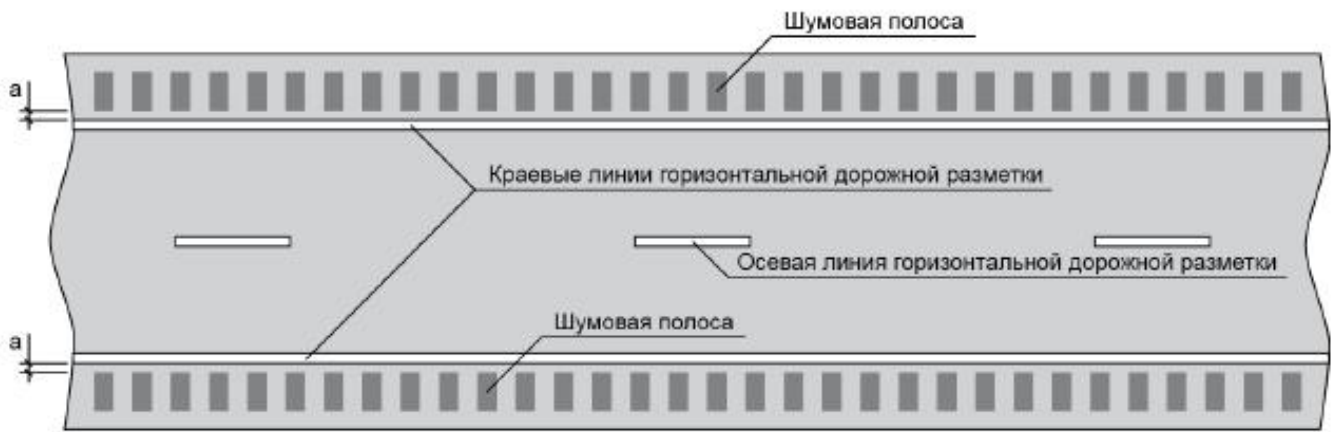 Шумовая полоса
а
Краевые линии горизонтальной дорожной разметки
Осевая линия горизонтальной дорожной разметки
Шумовая полоса
а